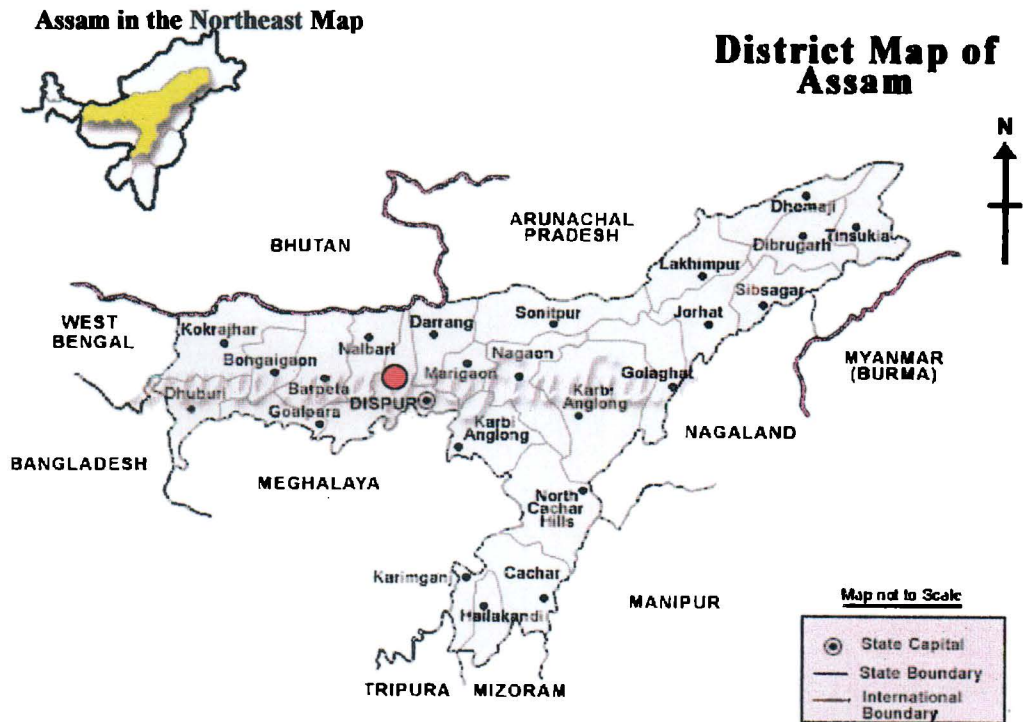 Assam in the Northeast Map
District Map of
Assam
N
BHUTAN
ARUNACHAL
PRADESH
Dhemaji
Dibrugarh
Tinsukia
Lakhimpur
Sibsagar
WEST
BENGAL
Kokrajhar
Darrang
Sonitpur
Jorhat
Bongaigaon
Nalbari
Marigaon
Nagaon
Golaghat
MYANMAR
(BURMA)
Dhuburi
Barpeta
DISPUR
Karbi
Anglong
Goalpara
Karbi
Anglong
NAGALAND
BANGLADESH
MEGHALAYA
North
Cachar
Hills
Karimganj
Cachar
Hailakandi
MANIPUR
TRIPURA
MIZORAM
Map not to Scale
State Capital
State Boundary
International
Boundary